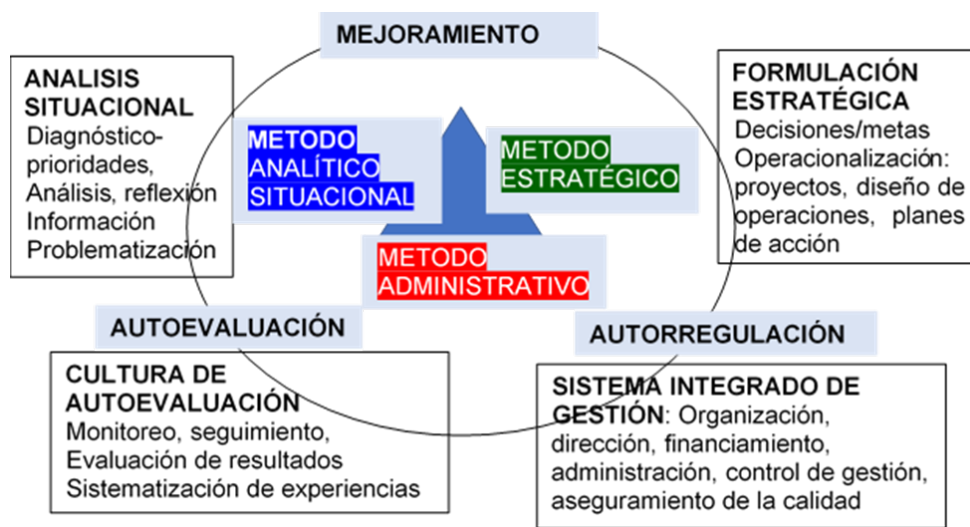 MEJORAMIENTO
ANALISIS
SITUACIONAL
Diagnóstico-
prioridades,
Análisis, reflexión
Información
Problematización
METODO
ANALÍTICO
SITUACIONAL
METODO
ESTRATÉGICO
FORMULACIÓN
ESTRATÉGICA
Decisiones/metas
Operacionalización:
proyectos, diseño de
operaciones, planes
de acción
METODO
ADMINISTRATIVO
AUTOEVALUACIÓN
AUTORREGULACIÓN
CULTURA DE
AUTOEVALUACIÓN
Monitoreo, seguimiento,
Evaluación de resultados
Sistematización de experiencias
SISTEMA INTEGRADO DE
GESTIÓN: Organización,
dirección, financiamiento,
administración, control de gestión,
aseguramiento de la calidad